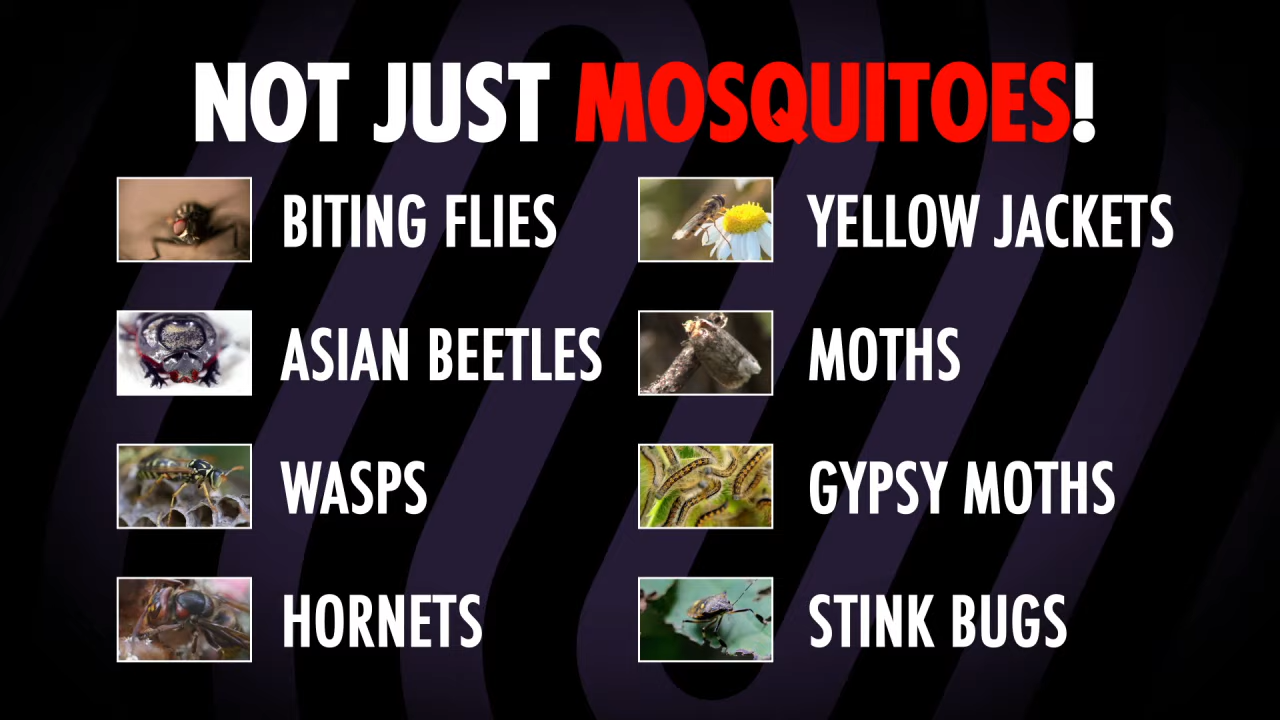 NOT JUST MOSQUITOES!
BITING FLIES
YELLOW JACKETS
ASIAN BEETLES
MOTHS
WASPS
GYPSY MOTHS
HORNETS
STINK BUGS